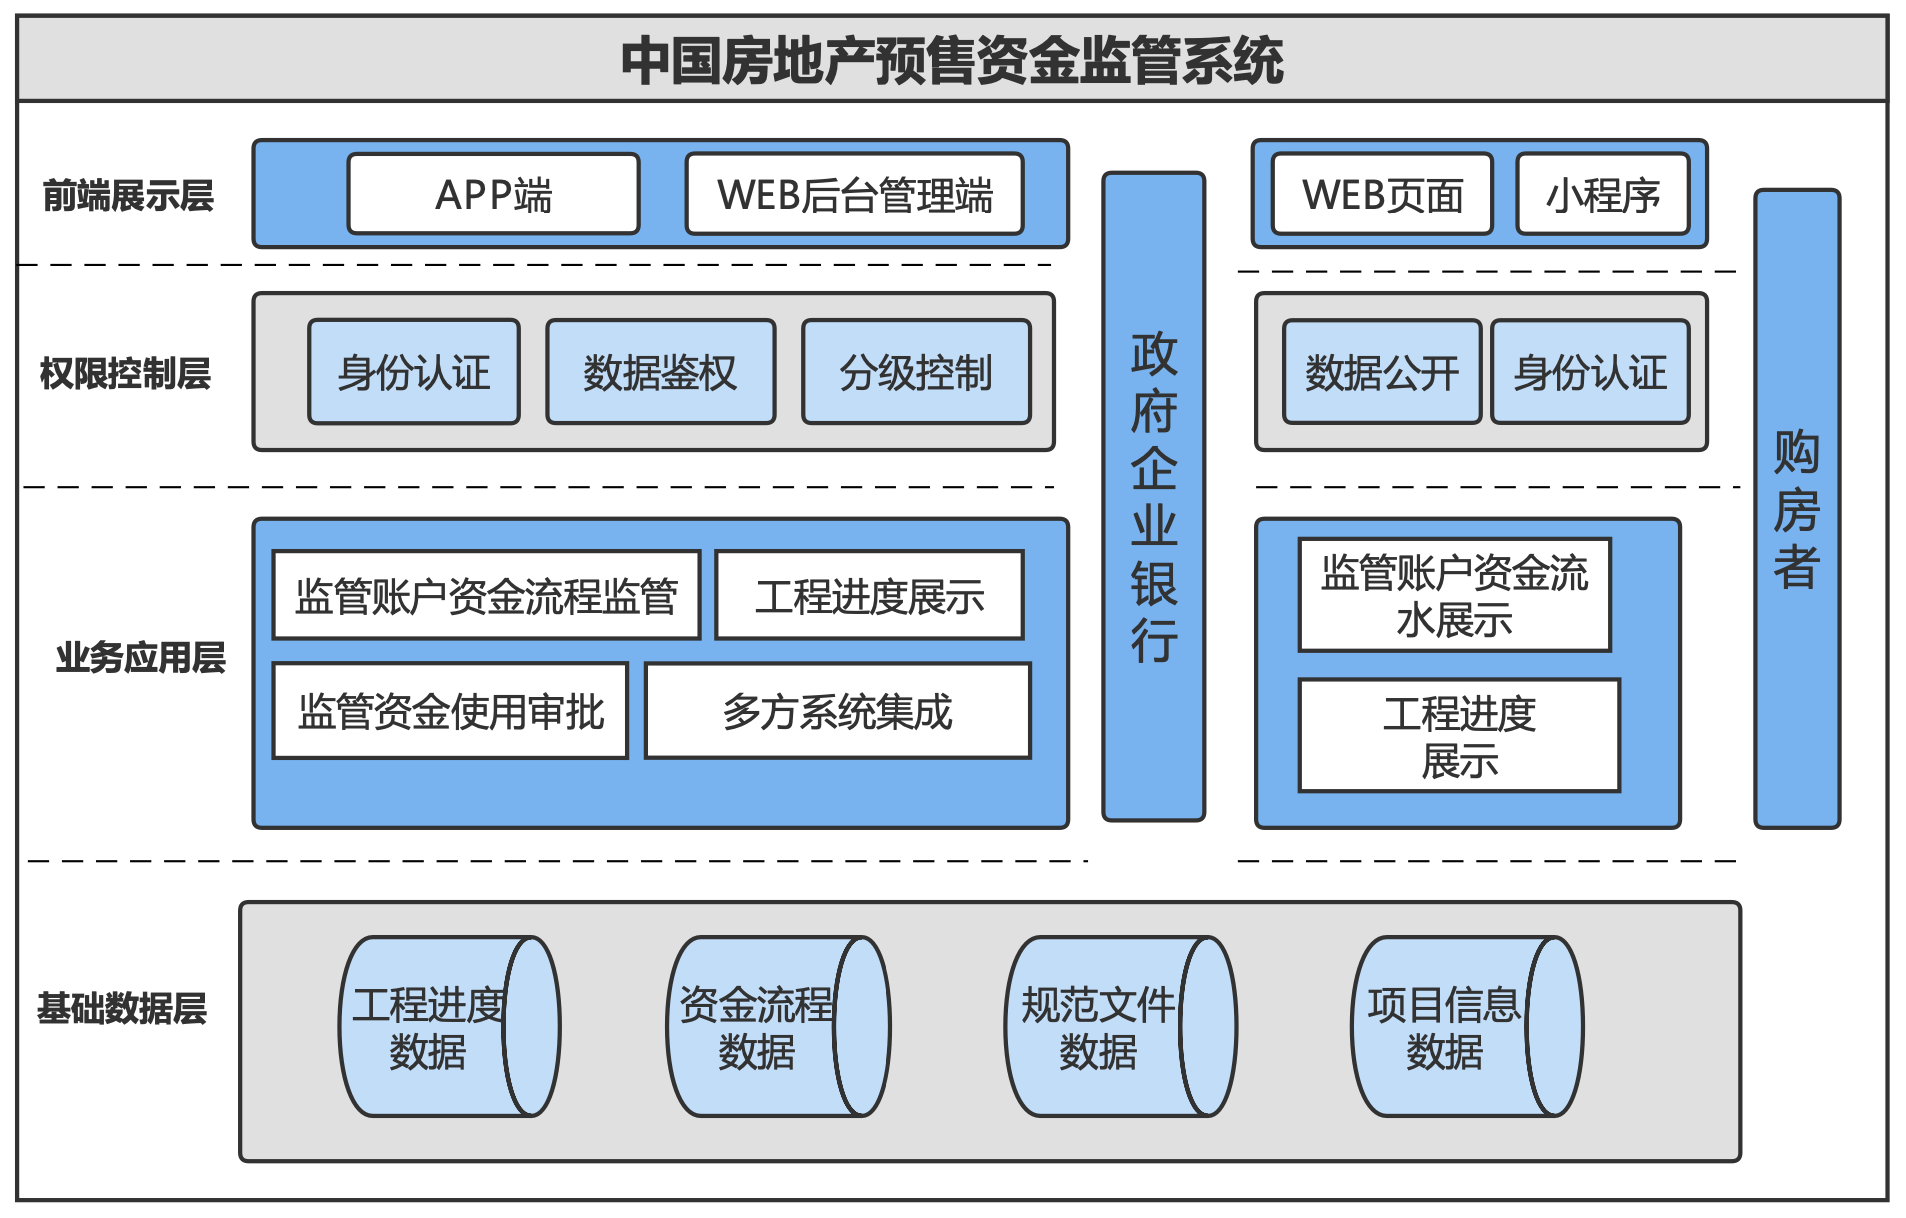 中国房地产预售资金监管系统
前端展示层
APP端
WEB后台管理端
WEB页面
小程序
权限控制层
身份认证
数据鉴权
分级控制
数据公开
身份认证
政府企业银行
购房者
业务应用层
监管账户资金流程监管
工程进度展示
监管资金使用审批
多方系统集成
监管账户资金流
水展示
工程进度
展示
基础数据层
工程进度
数据
资金流程
数据
规范文件
数据
项目信息
数据